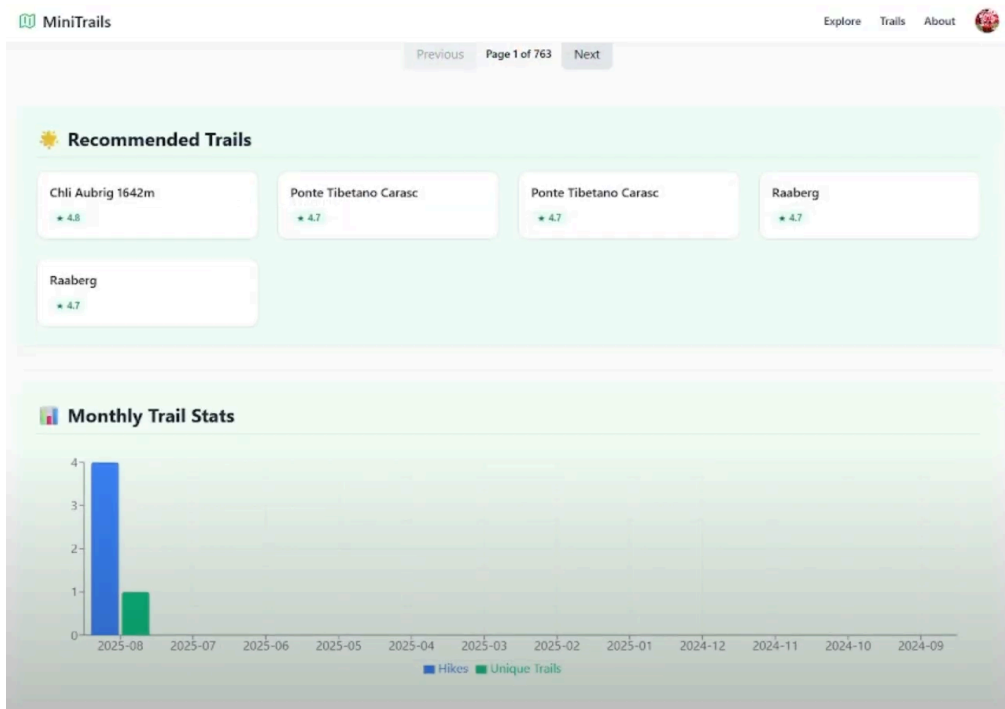 MiniTrails
Explore Trails About
Previous Page 1 of 763 Next
Recommended Trails
Chli Aubrig 1642m
★ 4.8
Ponte Tibetano Carasc
★ 4.7
Ponte Tibetano Carasc
★ 4.7
Raaberg
★ 4.7
Raaberg
★ 4.7
Monthly Trail Stats
4
3
2
1
0
2025-08 2025-07 2025-06 2025-05 2025-04 2025-03 2025-02 2025-01 2024-12 2024-11 2024-10 2024-09
Hikes Unique Trails